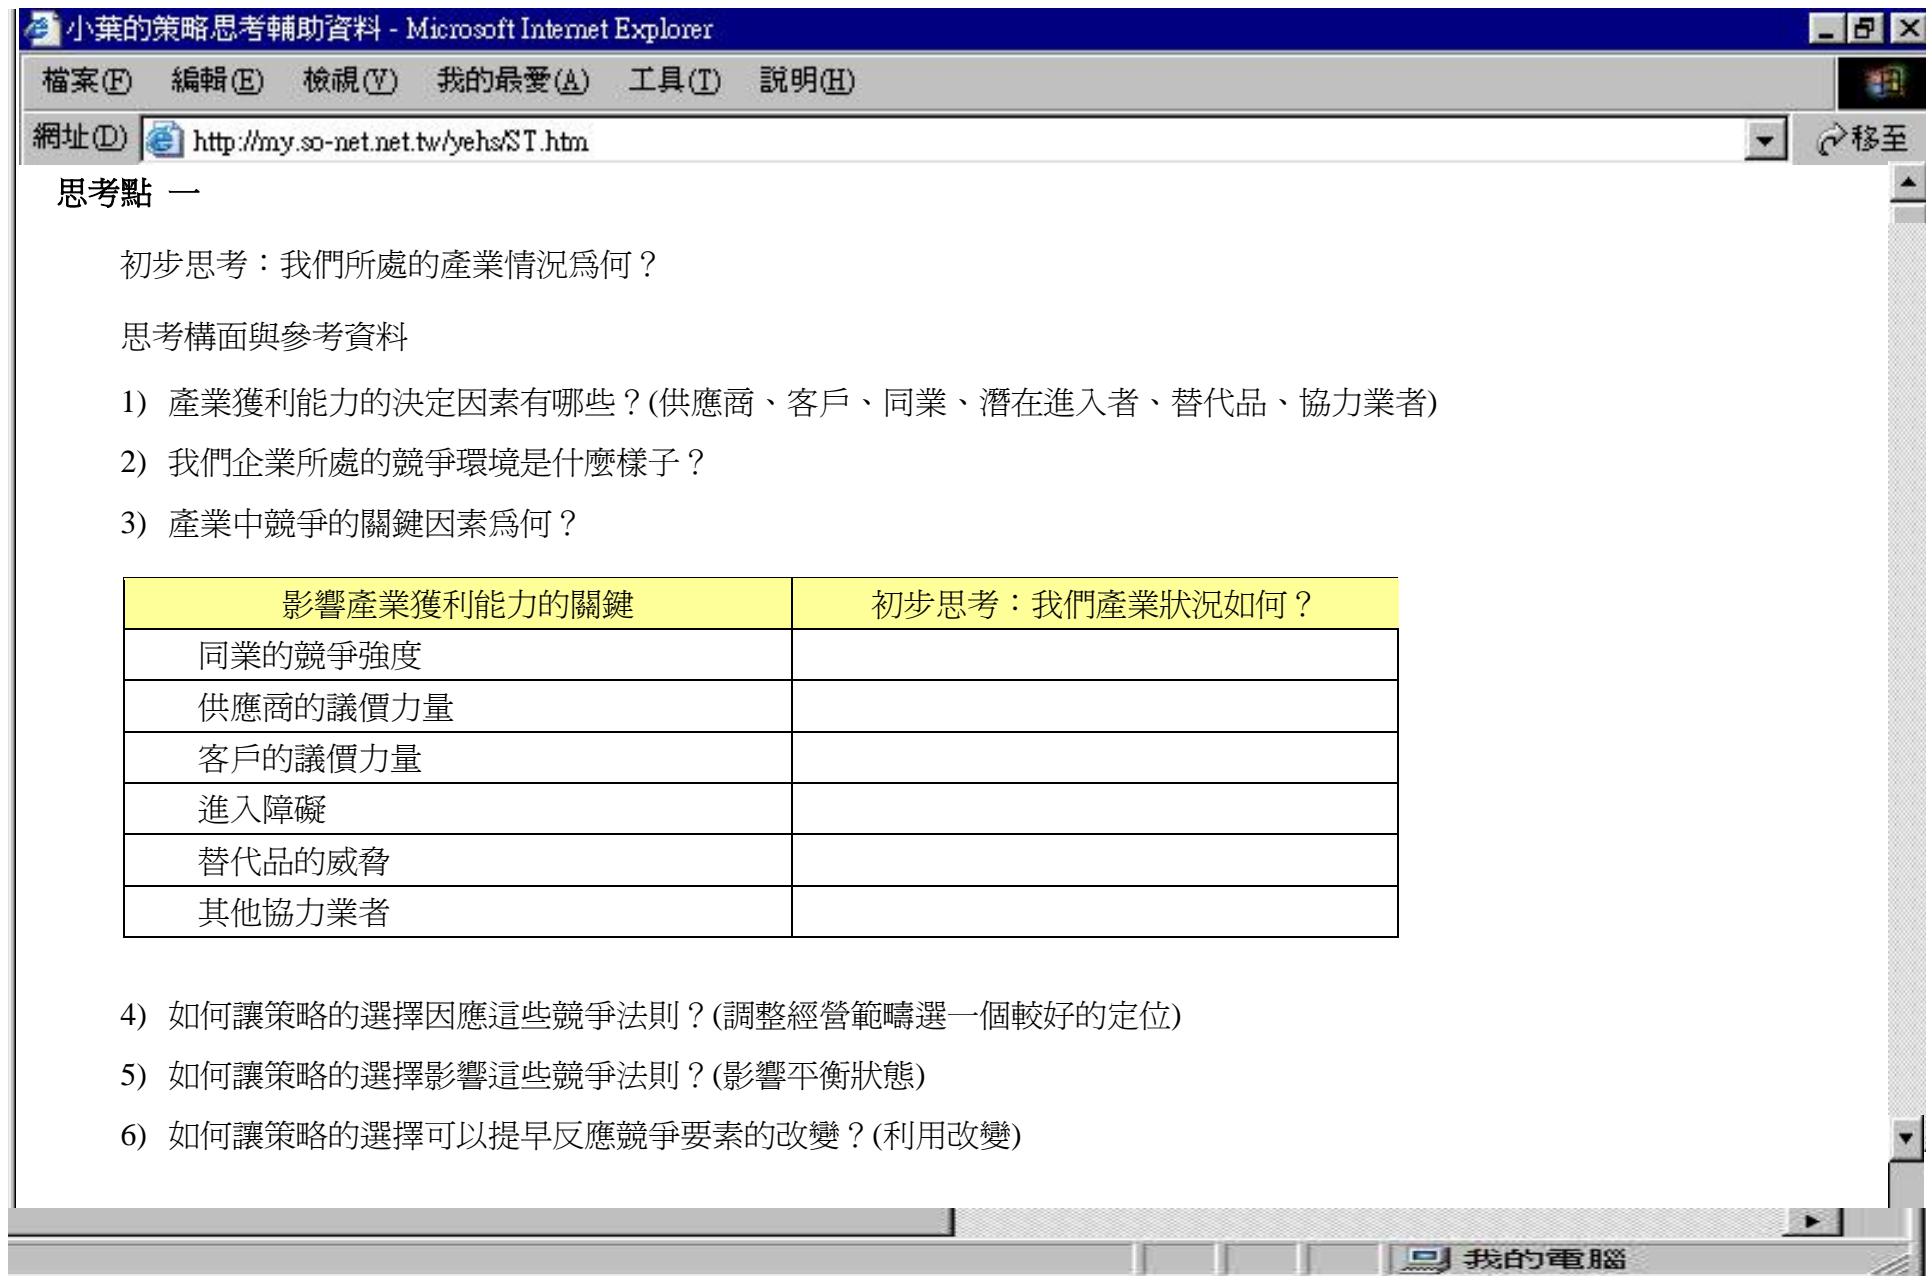 小葉的策略思考輔助資料 - Microsoft Internet Explorer
檔案(F) 編輯(E) 檢視(V) 我的最愛(A) 工具(T) 說明(H)
網址(D) http://my.so-net.net.tw/yehs/ST.htm 移至
思考點 一
初步思考：我們所處的產業情況為何？
思考構面與參考資料
1) 產業獲利能力的決定因素有哪些？(供應商、客戶、同業、潛在進入者、替代品、協力業者)
2) 我們企業所處的競爭環境是什麼樣子？
3) 產業中競爭的關鍵因素為何？
影響產業獲利能力的關鍵 初步思考：我們產業狀況如何？
同業的競爭強度
供應商的議價力量
客戶的議價力量
進入障礙
替代品的威脅
其他協力業者
4) 如何讓策略的選擇因應這些競爭法則？(調整經營範疇選一個較好的定位)
5) 如何讓策略的選擇影響這些競爭法則？(影響平衡狀態)
6) 如何讓策略的選擇可以提早反應競爭要素的改變？(利用改變)
我的電腦